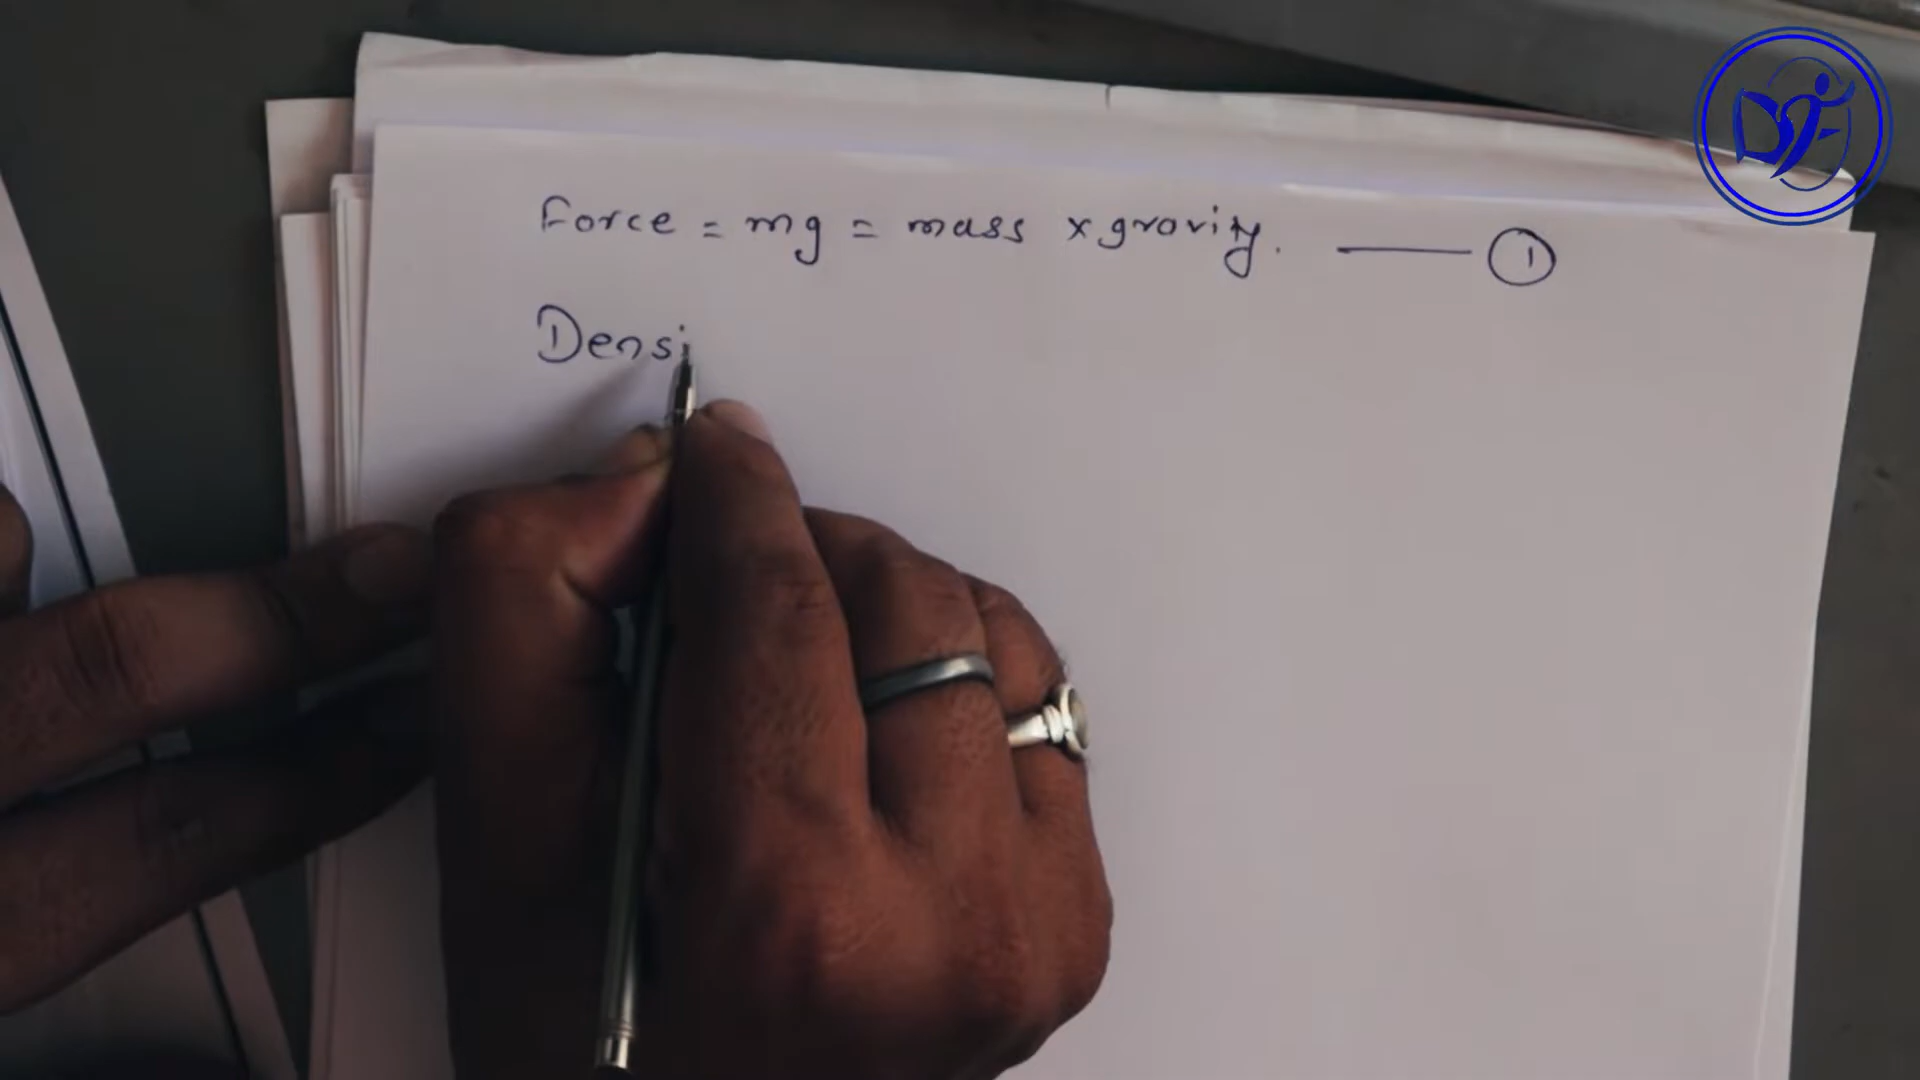 Force = mg = mass x gravity. —— ①
Densi